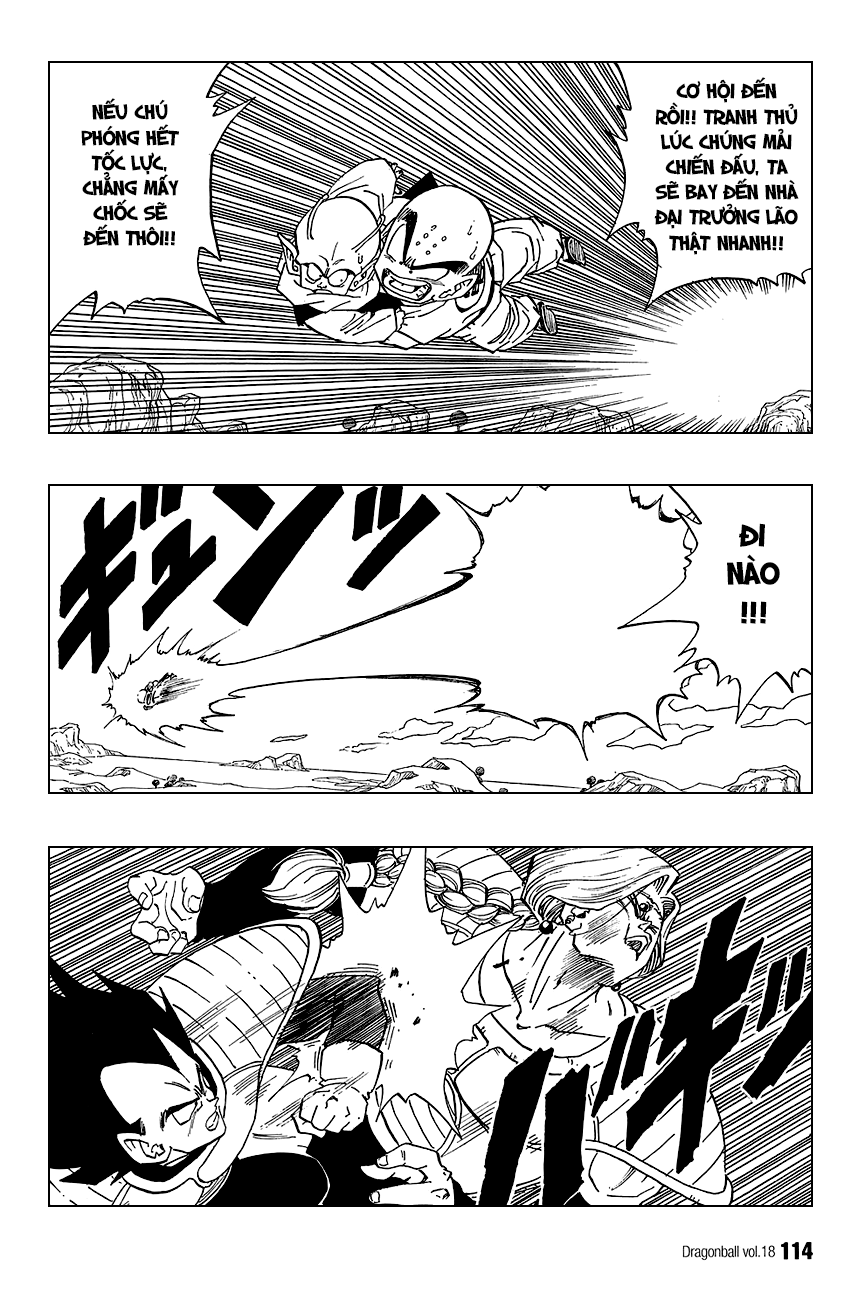 CƠ HỘI ĐẾN
RỒI!! TRANH THỦ
LÚC CHÚNG MẢI
CHIẾN ĐẤU, TA
SẼ BAY ĐẾN NHÀ
ĐẠI TRƯỞNG LÃO
THẬT NHANH!!
NẾU CHÚ
PHÓNG HẾT
TỐC LỰC,
CHẲNG MẤY
CHỐC SẼ
ĐẾN THÔI!!
ĐI
NÀO
!!!
ギュンッ
バキッ
Dragonball vol.18 114